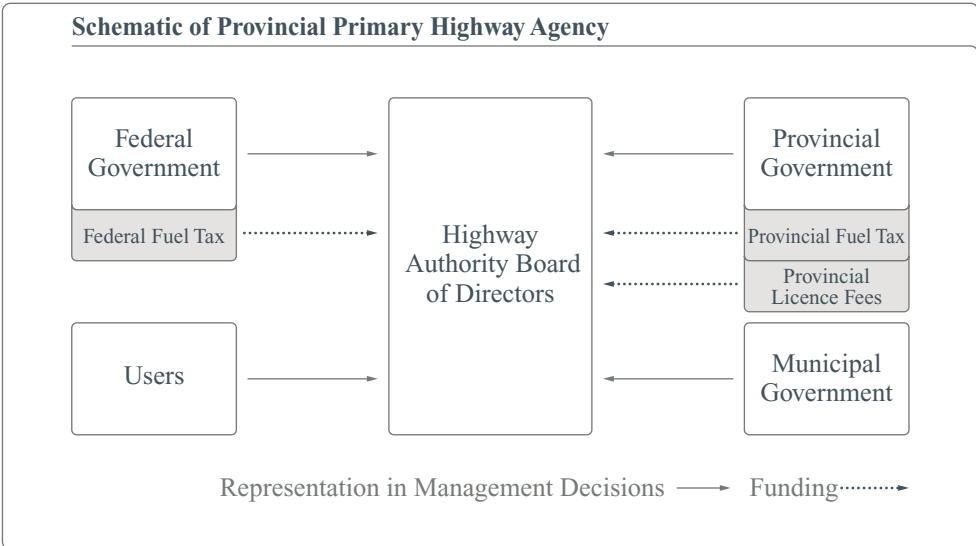 Schematic of Provincial Primary Highway Agency
Federal
Government
Federal Fuel Tax
Users
Highway
Authority Board
of Directors
Provincial
Government
Provincial Fuel Tax
Provincial
Licence Fees
Municipal
Government
Representation in Management Decisions
Funding